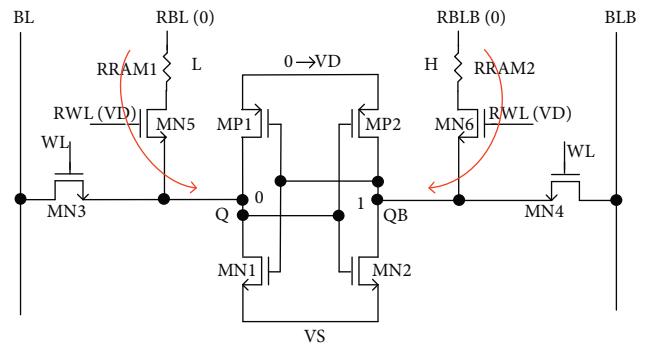 BL
RBL (0)
RBLB (0)
BLB
RRAM1
L
0→VD
H
RRAM2
RWL (VD)
MN5
MP1
MP2
MN6
RWL (VD)
WL
WL
MN3
0
1
MN4
Q
QB
MN1
MN2
VS